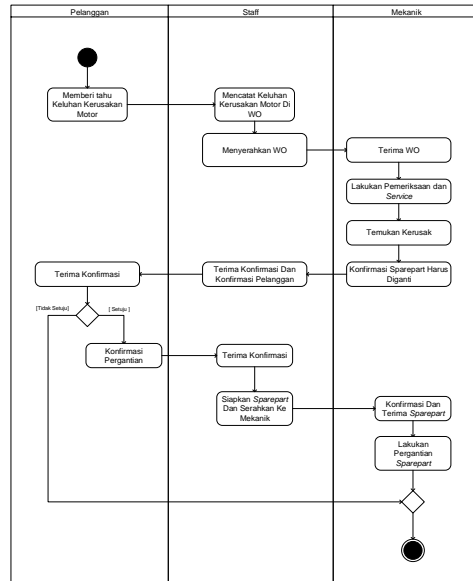 Pelanggan
Staff
Mekanik
Memberi tahu
Keluhan Kerusakan
Motor
Mencatat Keluhan
Kerusakan Motor Di
WO
Menyerahkan WO
Terima WO
Lakukan Pemeriksaan dan
Service
Temukan Kerusak
Konfirmasi Sparepart Harus
Diganti
Terima Konfirmasi Dan
Konfirmasi Pelanggan
Terima Konfirmasi
[Tidak Setuju]
[ Setuju ]
Konfirmasi
Pergantian
Terima Konfirmasi
Siapkan Sparepart
Dan Serahkan Ke
Mekanik
Konfirmasi Dan
Terima Sparepart
Lakukan
Pergantian
Sparepart